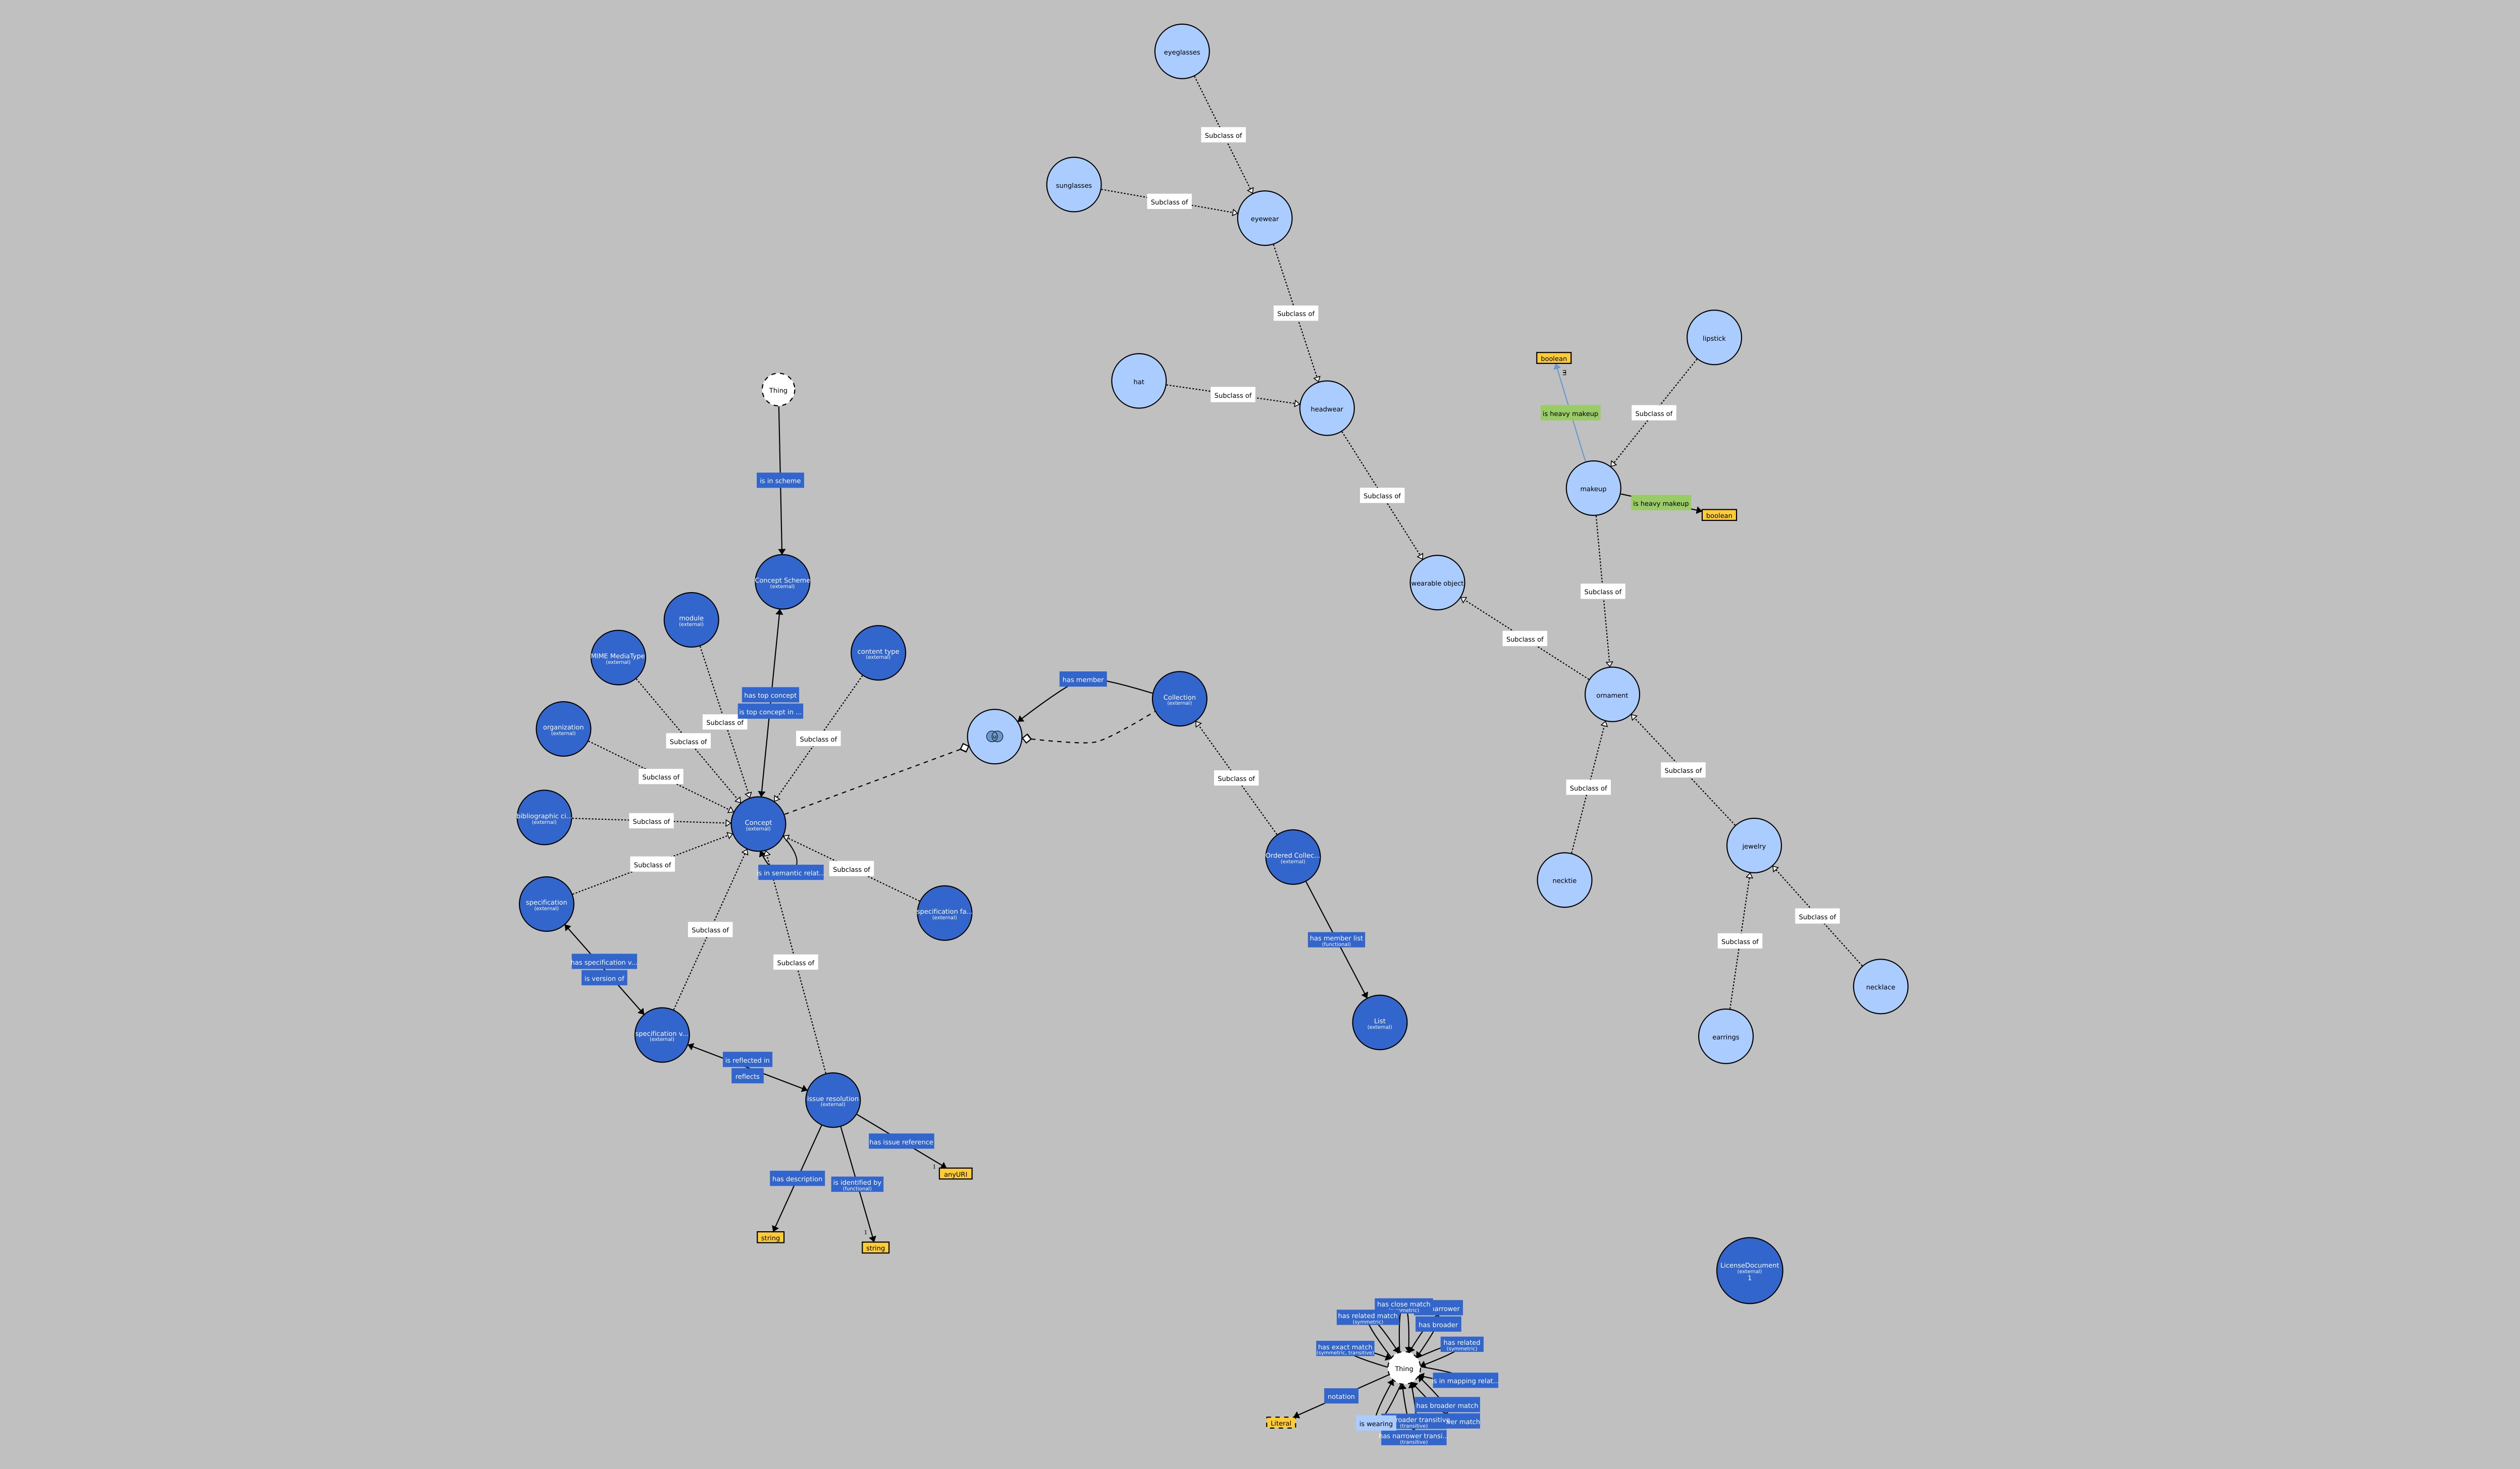 eyeglasses
Subclass of
sunglasses
Subclass of
eyewear
Subclass of
hat
Subclass of
headwear
Subclass of
wearable object
Subclass of
lipstick
boolean
∃
is heavy makeup
Subclass of
makeup
is heavy makeup
boolean
Subclass of
ornament
Subclass of
necktie
Subclass of
jewelry
Subclass of
earrings
Subclass of
necklace
Thing
is in scheme
Concept Scheme
(external)
module
(external)
MIME MediaType
(external)
content type
(external)
organization
(external)
has top concept
is top concept in ...
Subclass of
Subclass of
Subclass of
Subclass of
bibliographic ci...
(external)
Subclass of
Concept
(external)
Subclass of
is in semantic relat...
Subclass of
specification
(external)
specification fa...
(external)
Subclass of
has specification v...
is version of
Subclass of
specification v...
(external)
is reflected in
reflects
issue resolution
(external)
has issue reference
1
anyURI
has description
is identified by
(functional)
string
1
string
has member
Collection
(external)
Subclass of
Ordered Collec...
(external)
has member list
(functional)
List
(external)
LicenseDocument
(external)
1
has close match
has related match
(symmetric)
has broader
has exact match
(symmetric, transitive)
has related
(symmetric)
Thing
is in mapping relat...
notation
has broader match
Literal
is wearing
roader transitive
(transitive)
er match
has narrower transi...
(transitive)